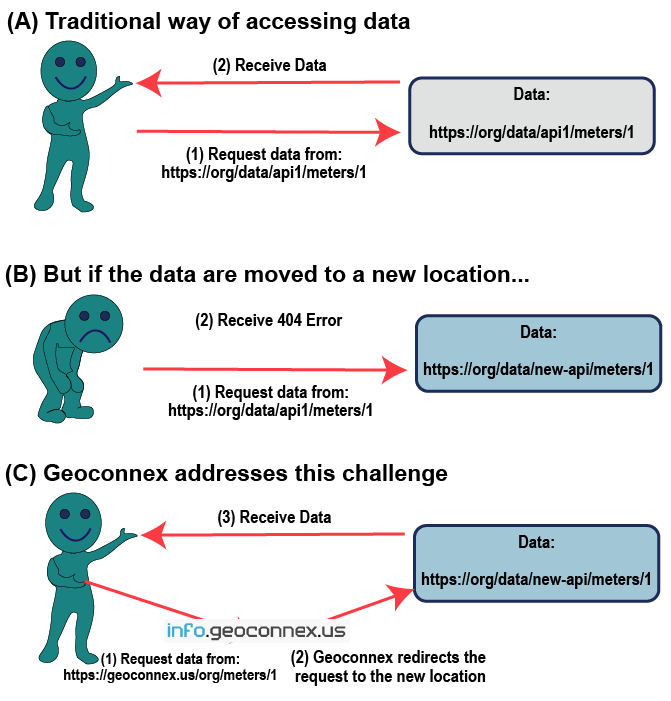 (A) Traditional way of accessing data
(2) Receive Data
Data:
https://org/data/api1/meters/1
(1) Request data from:
https://org/data/api1/meters/1
(B) But if the data are moved to a new location...
(2) Receive 404 Error
Data:
https://org/data/new-api/meters/1
(1) Request data from:
https://org/data/api1/meters/1
(C) Geoconnex addresses this challenge
(3) Receive Data
Data:
https://org/data/new-api/meters/1
info.geoconnex.us
(1) Request data from:
https://geoconnex.us/org/meters/1
(2) Geoconnex redirects the
request to the new location